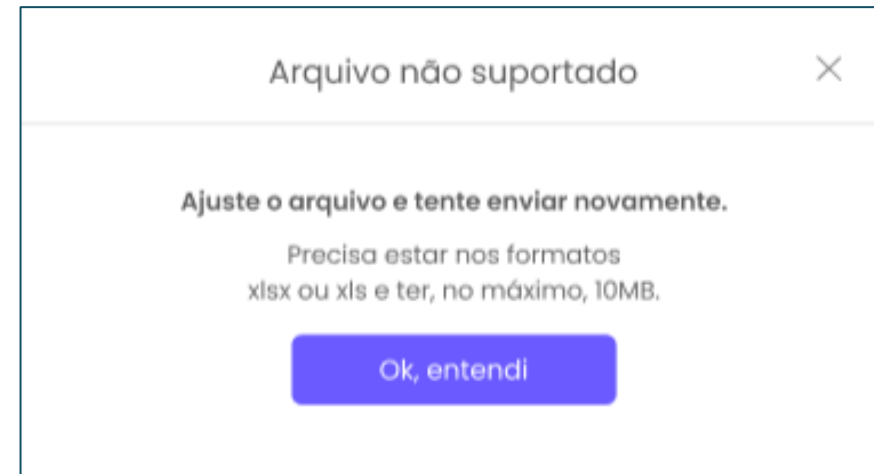 Arquivo não suportado
Ajuste o arquivo e tente enviar novamente.
Precisa estar nos formatos
xlsx ou xls e ter, no máximo, 10MB.
Ok, entendi